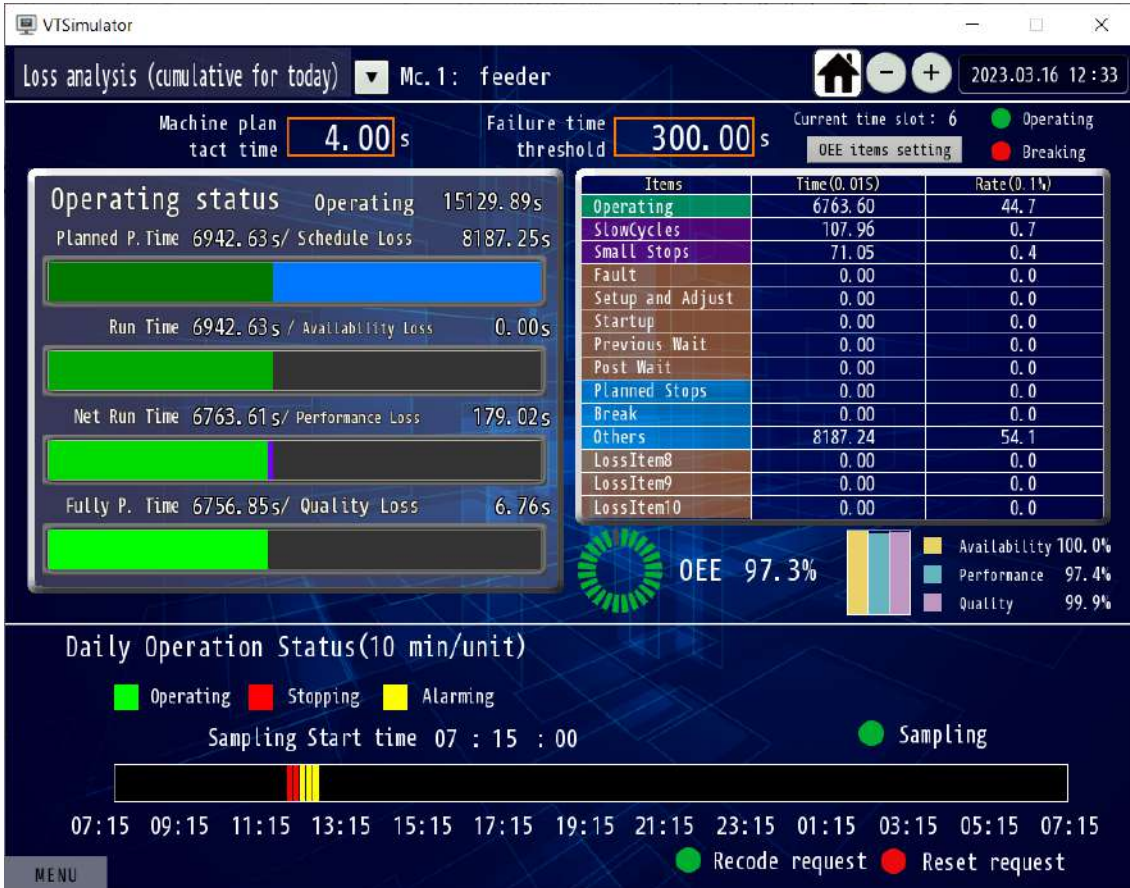 VTSimulator
Loss analysis (cumulative for today) Mc.1: feeder - + 2023.03.16 12:33
Machine plan tact time 4.00 s
Failure time threshold 300.00 s
Current time slot: 6
OEE items setting
Operating
Breaking
Operating status Operating 15129.89s
Planned P.Time 6942.63s/ Schedule Loss 8187.25s
Run Time 6942.63s / Availability Loss 0.00s
Net Run Time 6763.61s/ Performance Loss 179.02s
Fully P. Time 6756.85s/ Quality Loss 6.76s
Items Time(0.01S) Rate(0.1%)
Operating 6763.60 44.7
SlowCycles 107.96 0.7
Small Stops 71.05 0.4
Fault 0.00 0.0
Setup and Adjust 0.00 0.0
Startup 0.00 0.0
Previous Wait 0.00 0.0
Post Wait 0.00 0.0
Planned Stops 0.00 0.0
Break 0.00 0.0
Others 8187.24 54.1
LossItem8 0.00 0.0
LossItem9 0.00 0.0
LossItem10 0.00 0.0
OEE 97.3%
Availability 100.0%
Performance 97.4%
Quality 99.9%
Daily Operation Status(10 min/unit)
Operating Stopping Alarming
Sampling Start time 07 : 15 : 00 Sampling
07:15 09:15 11:15 13:15 15:15 17:15 19:15 21:15 23:15 01:15 03:15 05:15 07:15
Recode request Reset request
MENU